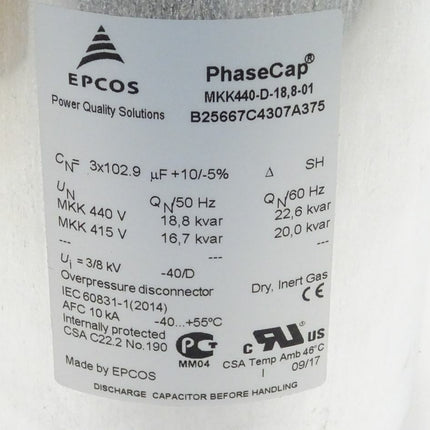 EPCOS
Power Quality Solutions
PhaseCap®
MKK440-D-18,8-01
B25667C4307A375
CN= 3x102.9 µF +10/-5% Δ SH
UN QN/50 Hz QN/60 Hz
MKK 440 V 18,8 kvar 22,6 kvar
MKK 415 V 16,7 kvar 20,0 kvar
--- --- ---
Ui = 3/8 kV -40/D
Overpressure disconnector Dry, Inert Gas
IEC 60831-1(2014) CE
AFC 10 kA -40...+55°C
Internally protected
CSA C22.2 No.190 PG c RU us
MM04 CSA Temp Amb 46°C
Made by EPCOS I 09/17
DISCHARGE CAPACITOR BEFORE HANDLING